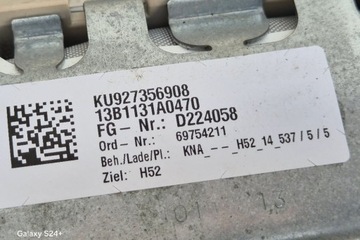 KU927356908
13B1131A0470
FG- Nr.: D224058
Ord- Nr.: 69754211
Beh./Lade/Pl.: KNA_--_H52_14_537/5/5
Ziel: H52
Galaxy S24+